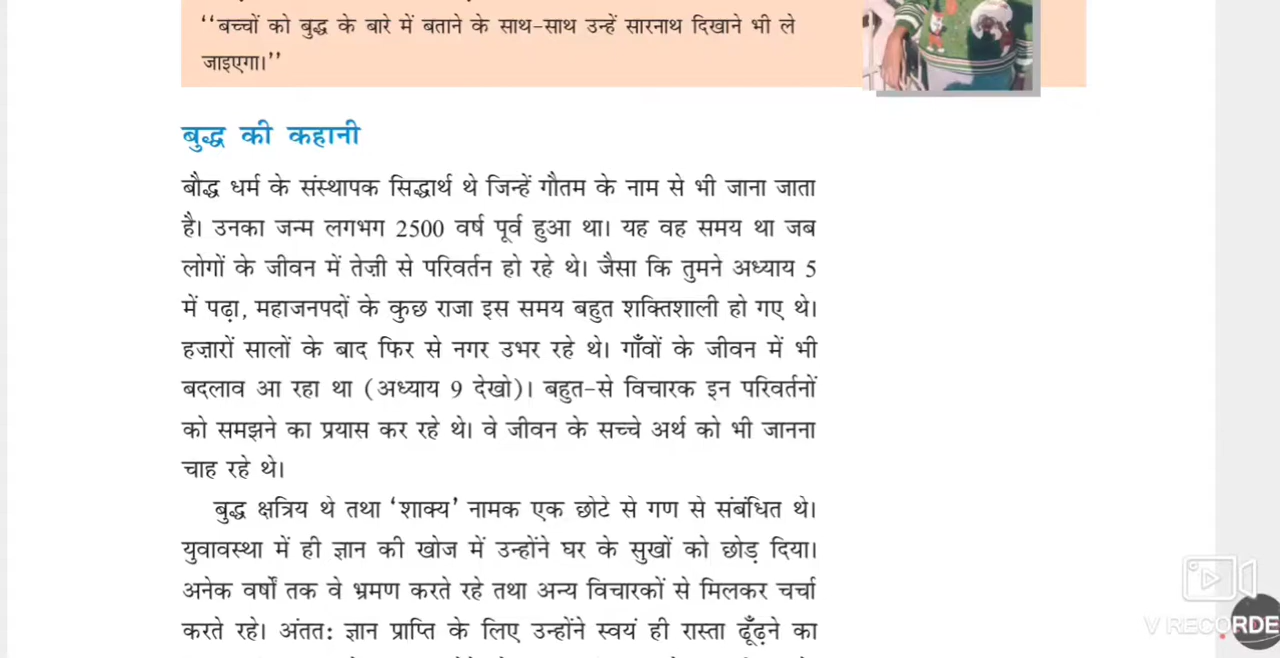 “बच्चों को बुद्ध के बारे में बताने के साथ-साथ उन्हें सारनाथ दिखाने भी ले
जाइएगा।”
बुद्ध की कहानी
बौद्ध धर्म के संस्थापक सिद्धार्थ थे जिन्हें गौतम के नाम से भी जाना जाता
है। उनका जन्म लगभग 2500 वर्ष पूर्व हुआ था। यह वह समय था जब
लोगों के जीवन में तेज़ी से परिवर्तन हो रहे थे। जैसा कि तुमने अध्याय 5
में पढ़ा, महाजनपदों के कुछ राजा इस समय बहुत शक्तिशाली हो गए थे।
हज़ारों सालों के बाद फिर से नगर उभर रहे थे। गाँवों के जीवन में भी
बदलाव आ रहा था (अध्याय 9 देखो)। बहुत-से विचारक इन परिवर्तनों
को समझने का प्रयास कर रहे थे। वे जीवन के सच्चे अर्थ को भी जानना
चाह रहे थे।
बुद्ध क्षत्रिय थे तथा ‘शाक्य’ नामक एक छोटे से गण से संबंधित थे।
युवावस्था में ही ज्ञान की खोज में उन्होंने घर के सुखों को छोड़ दिया।
अनेक वर्षों तक वे भ्रमण करते रहे तथा अन्य विचारकों से मिलकर चर्चा
करते रहे। अंतत: ज्ञान प्राप्ति के लिए उन्होंने स्वयं ही रास्ता ढूँढ़ने का
V RECORDE